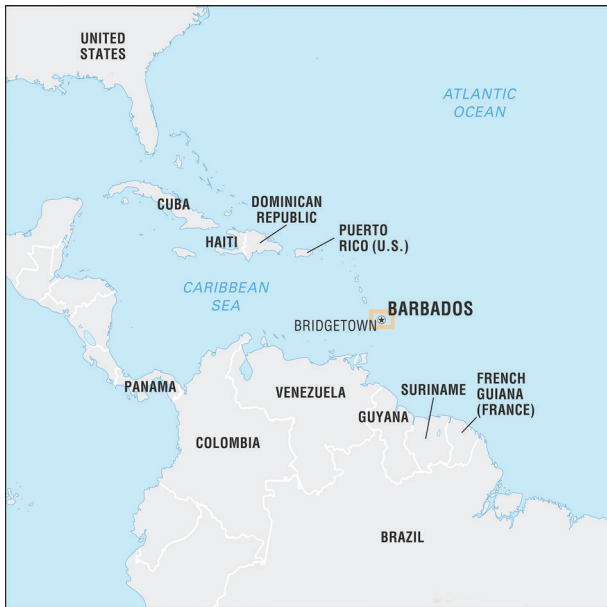 UNITED
STATES
ATLANTIC
OCEAN
CUBA
DOMINICAN
REPUBLIC
HAITI
PUERTO
RICO (U.S.)
CARIBBEAN
SEA
BARBADOS
BRIDGETOWN
PANAMA
VENEZUELA
SURINAME
FRENCH
GUIANA
(FRANCE)
GUYANA
COLOMBIA
BRAZIL